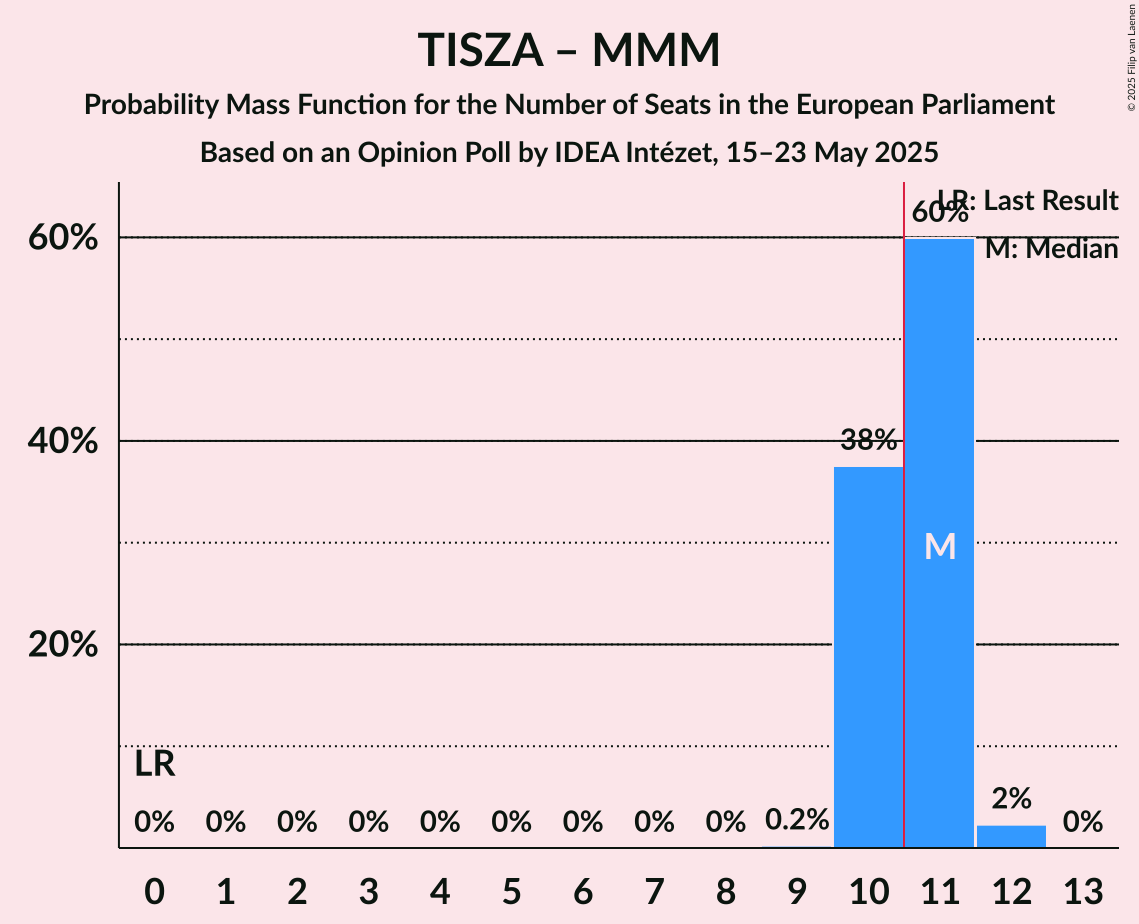 TISZA – MMM
Probability Mass Function for the Number of Seats in the European Parliament
Based on an Opinion Poll by IDEA Intézet, 15–23 May 2025
© 2025 Filip van Laenen
LR: Last Result
M: Median
60%
40%
20%
60%
38%
M
LR
0% 0% 0% 0% 0% 0% 0% 0% 0% 0.2% 2% 0%
0 1 2 3 4 5 6 7 8 9 10 11 12 13